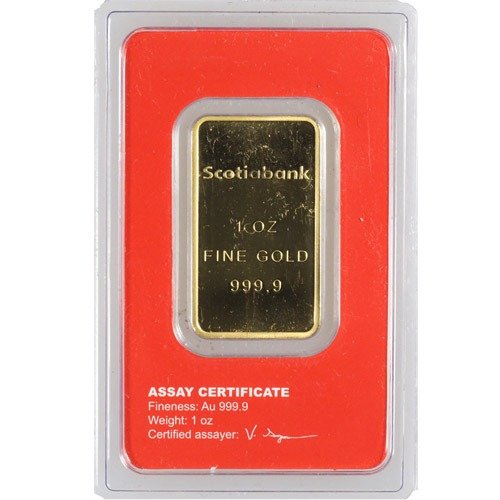 Scotiabank
1 OZ
FINE GOLD
999.9
ASSAY CERTIFICATE
Fineness: Au 999.9
Weight: 1 oz
Certified assayer: